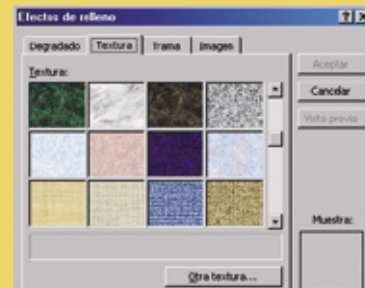 Efectos de relleno
Degradado Textura Trama Imagen
Textura:
Aceptar
Cancelar
Vista previa
Muestra:
Otra textura...